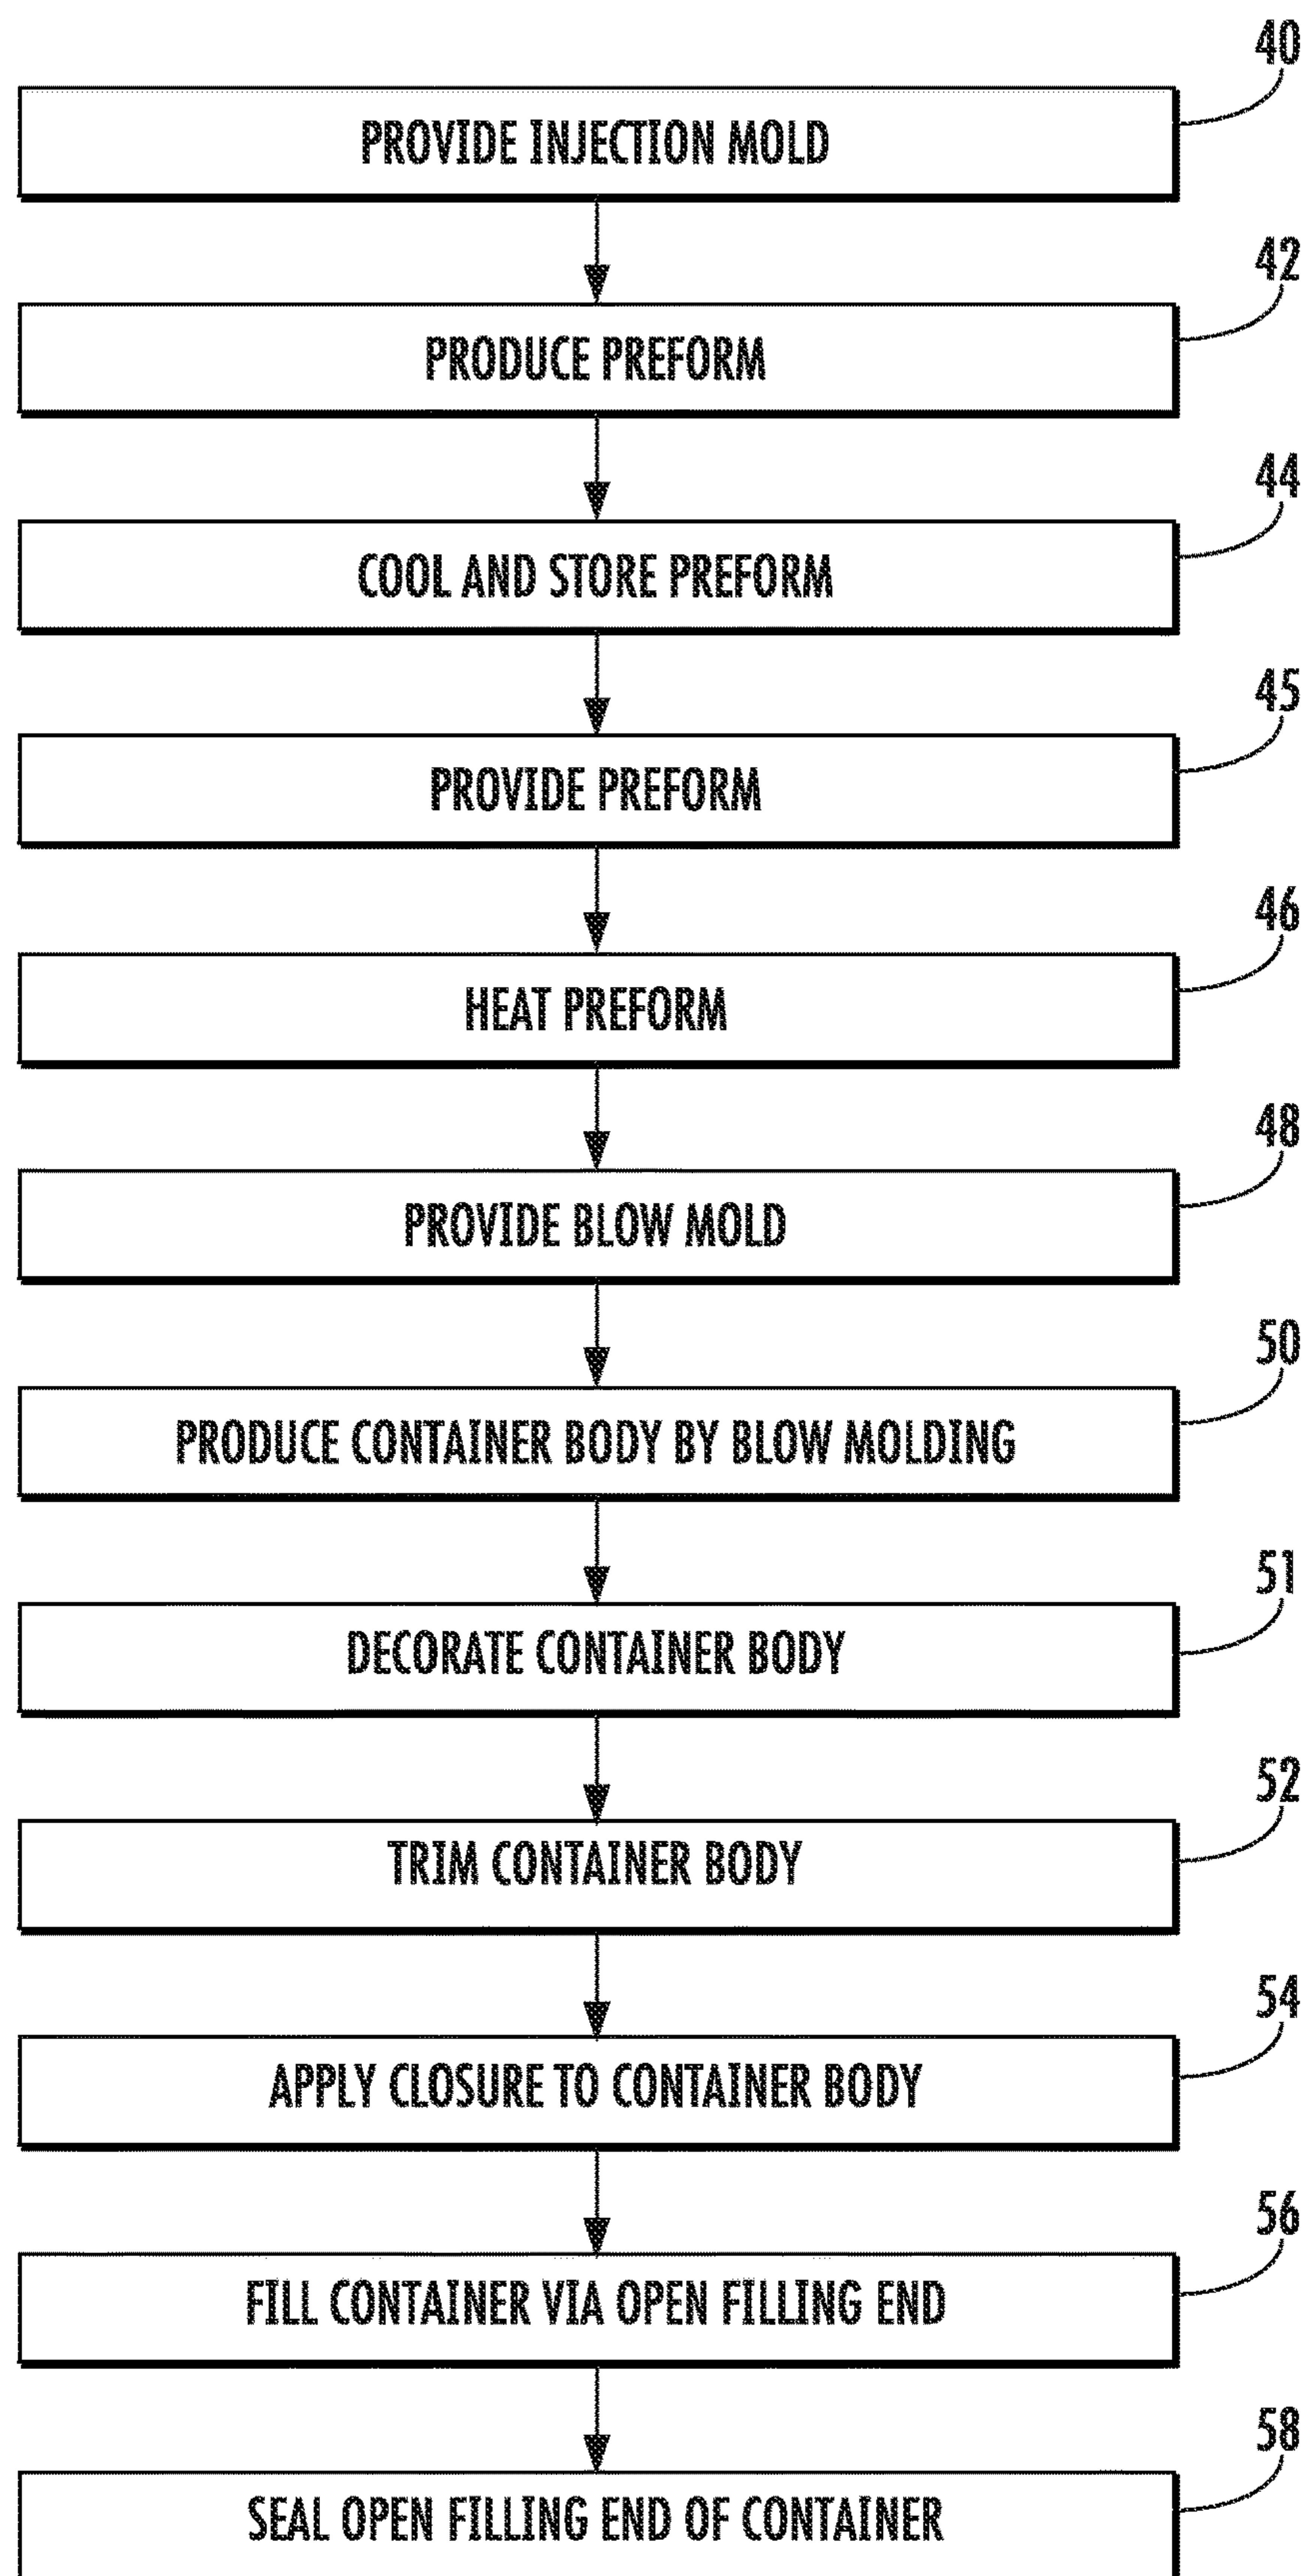 40
PROVIDE INJECTION MOLD
42
PRODUCE PREFORM
44
COOL AND STORE PREFORM
45
PROVIDE PREFORM
46
HEAT PREFORM
48
PROVIDE BLOW MOLD
50
PRODUCE CONTAINER BODY BY BLOW MOLDING
51
DECORATE CONTAINER BODY
52
TRIM CONTAINER BODY
54
APPLY CLOSURE TO CONTAINER BODY
56
FILL CONTAINER VIA OPEN FILLING END
58
SEAL OPEN FILLING END OF CONTAINER